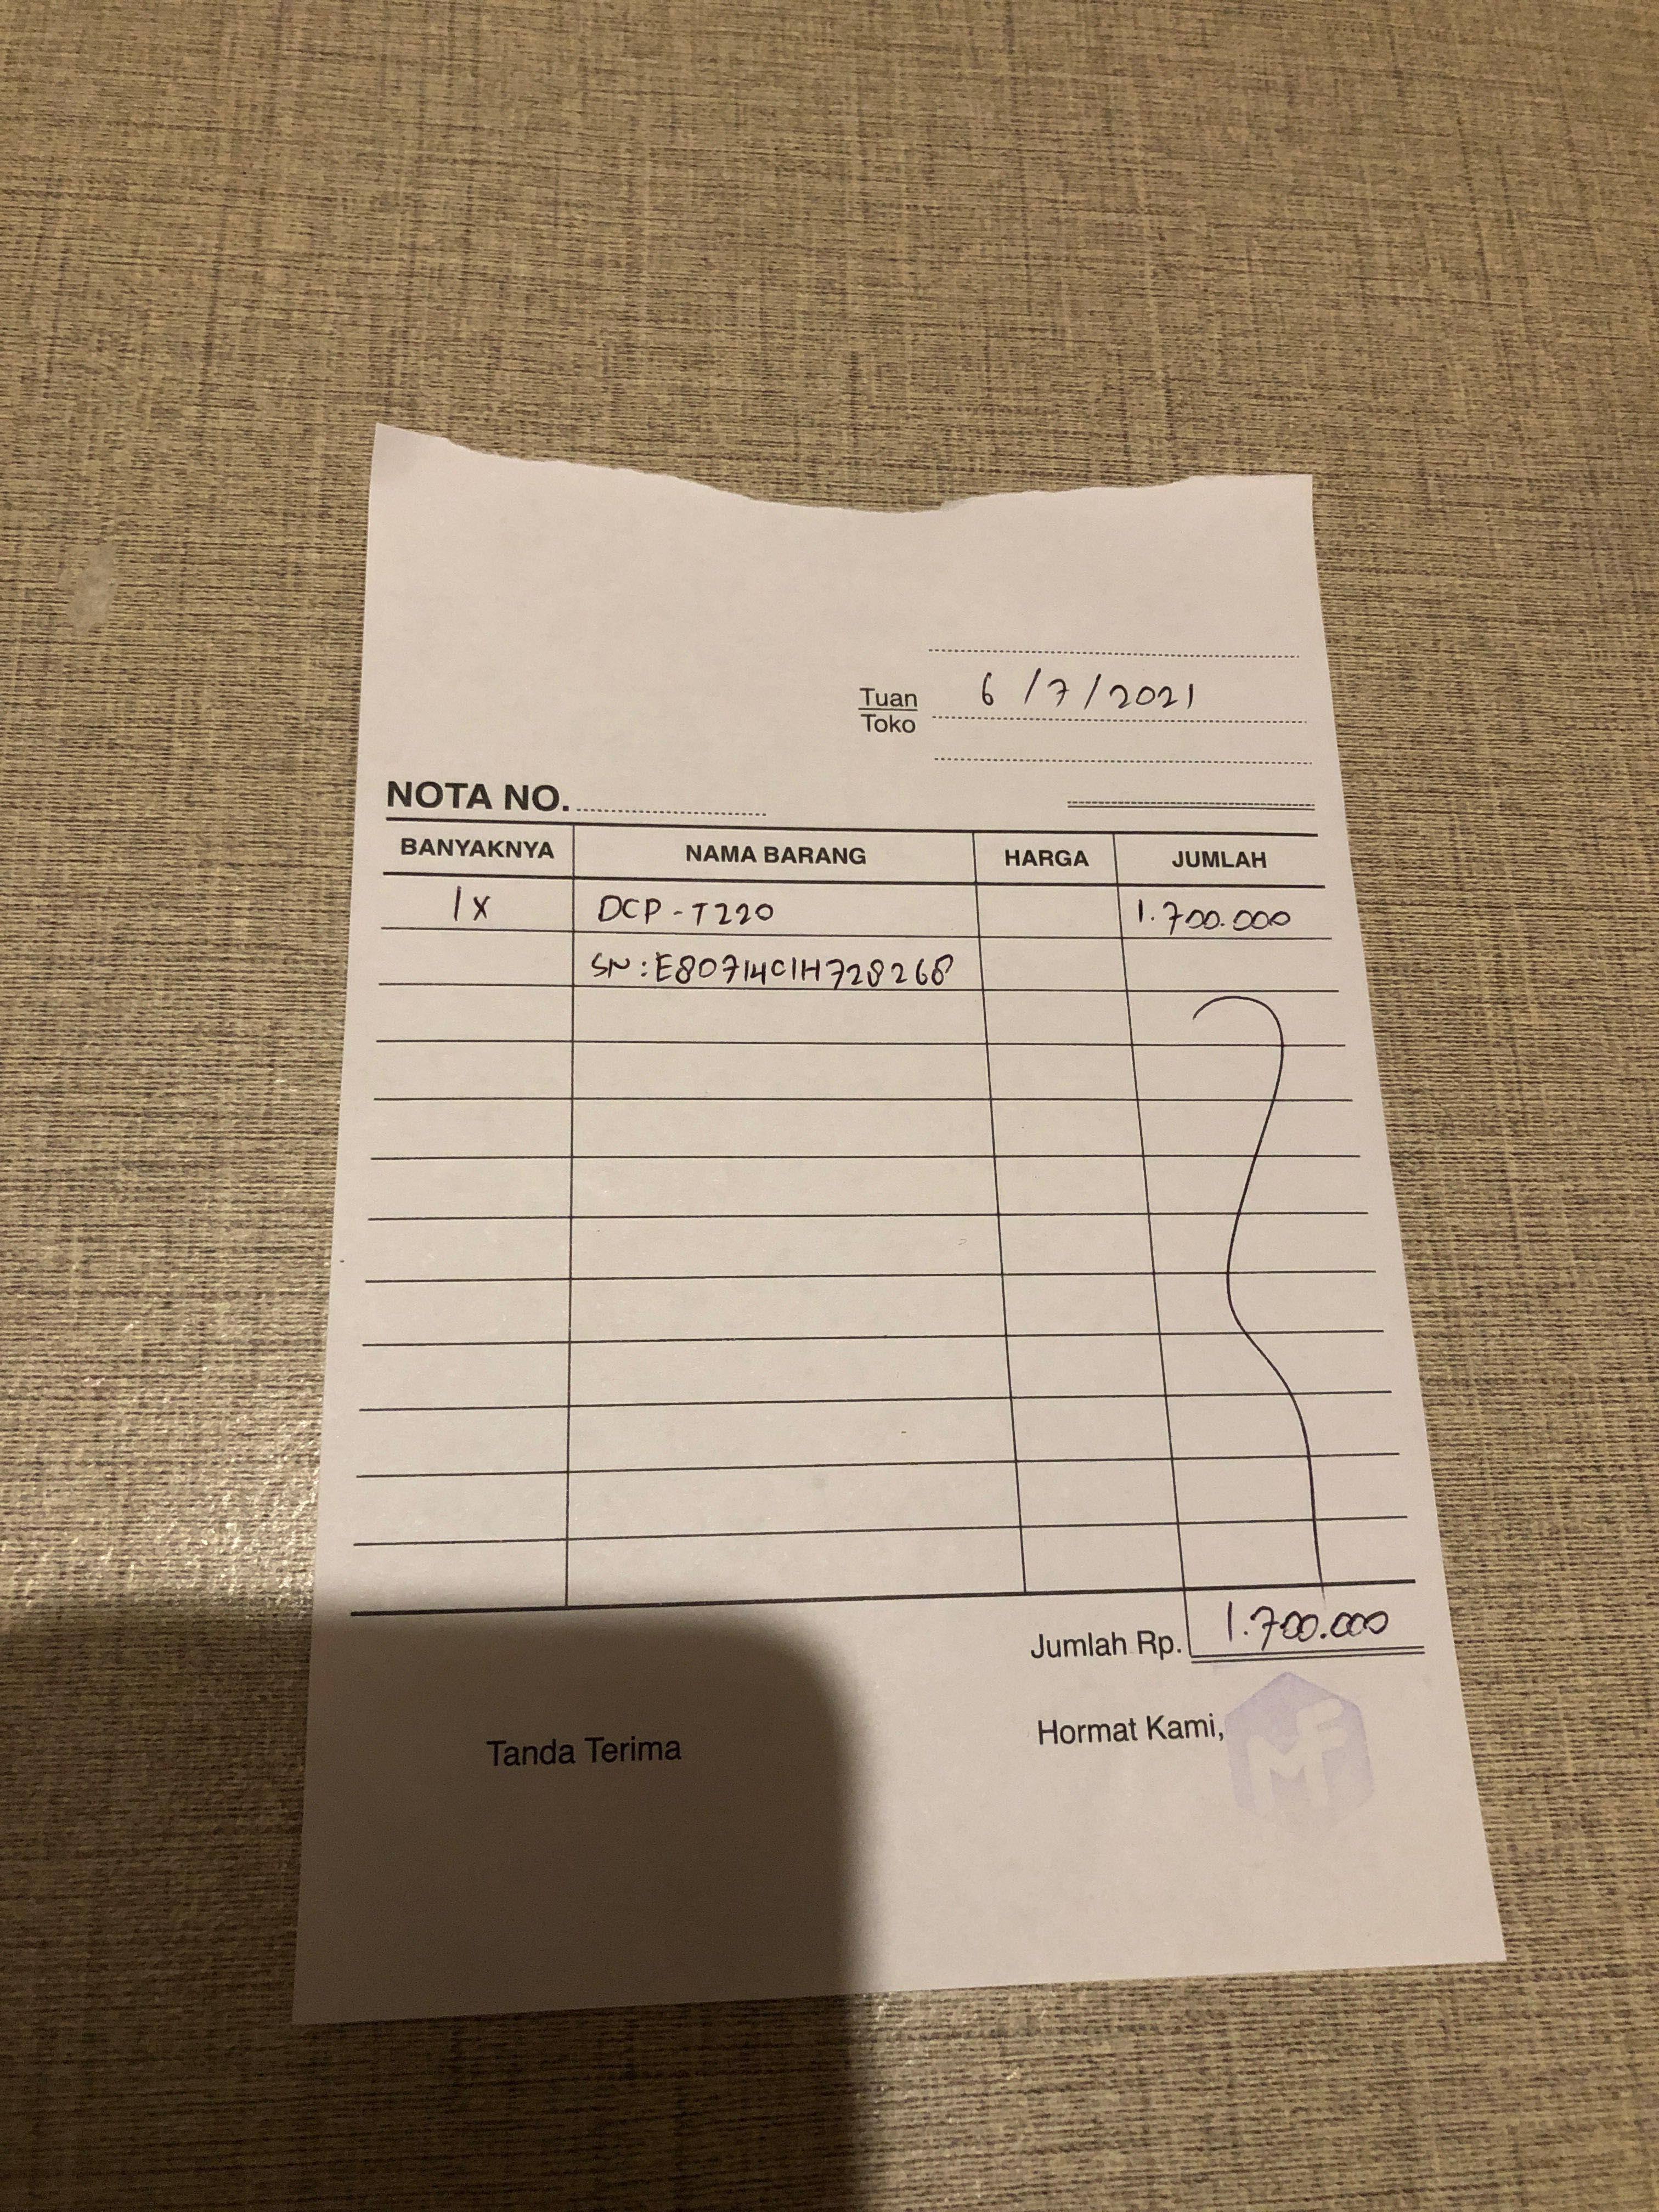 6/7/2021
Tuan
Toko
NOTA NO.
BANYAKNYA NAMA BARANG HARGA JUMLAH
1x DCP-T220 1.700.000
SN:E80714C1H728268
Jumlah Rp. 1.700.000
Tanda Terima Hormat Kami,
MF